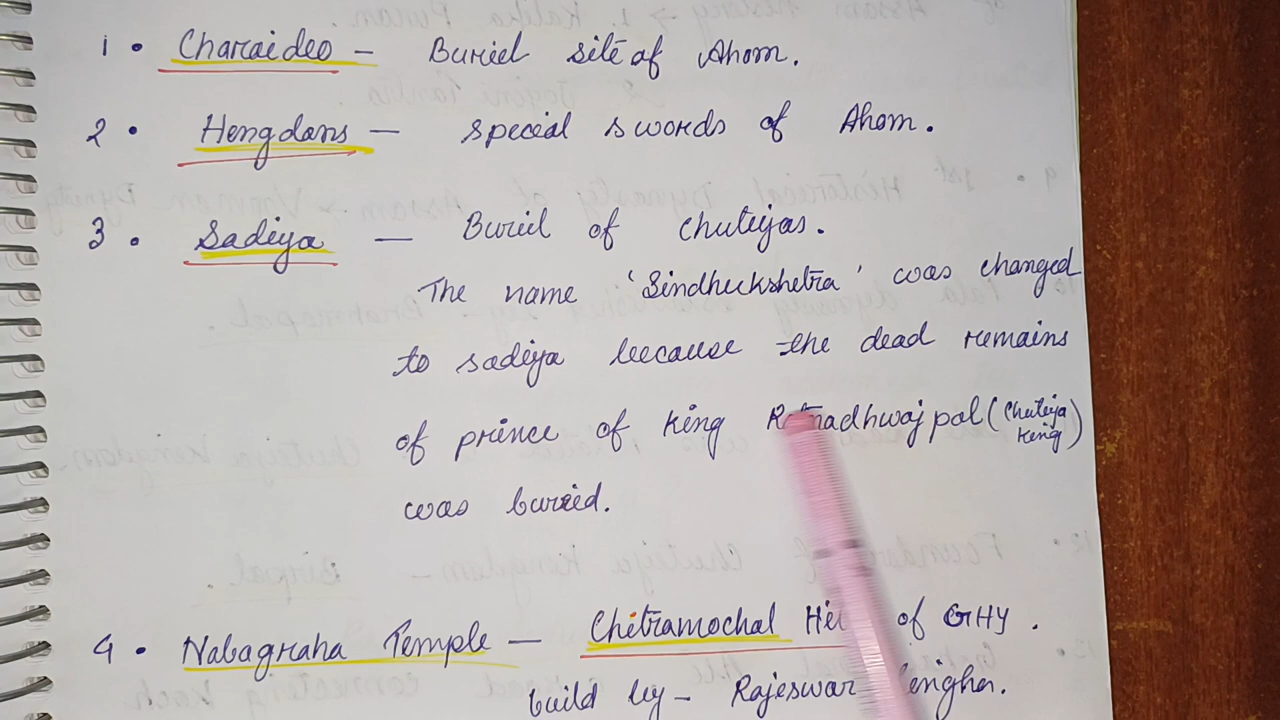 1. Charaideo - Buriel site of Ahom.
2. Hengdans - special swords of Ahom.
3. Sadiya - Buriel of Chutiyas.
The name 'Sindhukshetra' was changed
to sadiya because the dead remains
of prince of king Ratnadhwajpal (Chutiya King)
was buried.
4. Nabagraha Temple - Chitramochal of GHY.
build by - Rajeswar